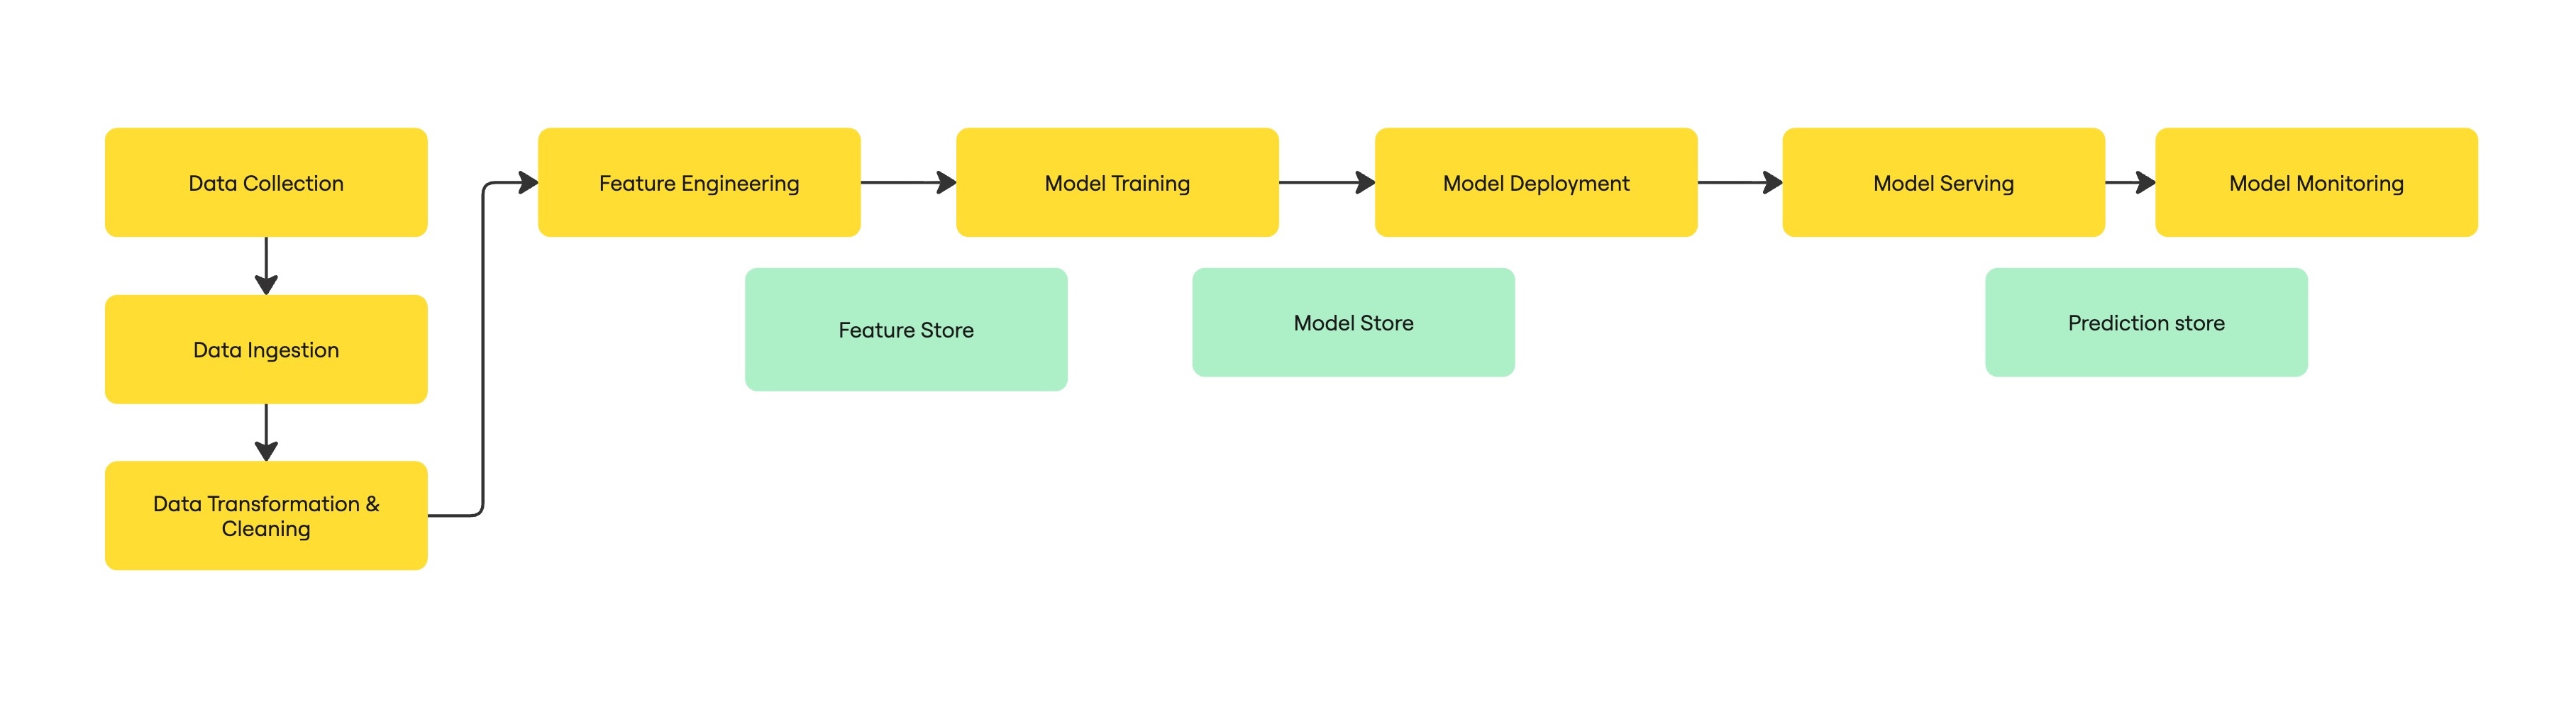 Data Collection
Data Ingestion
Data Transformation &
Cleaning
Feature Engineering
Model Training
Model Deployment
Model Serving
Model Monitoring
Feature Store
Model Store
Prediction store